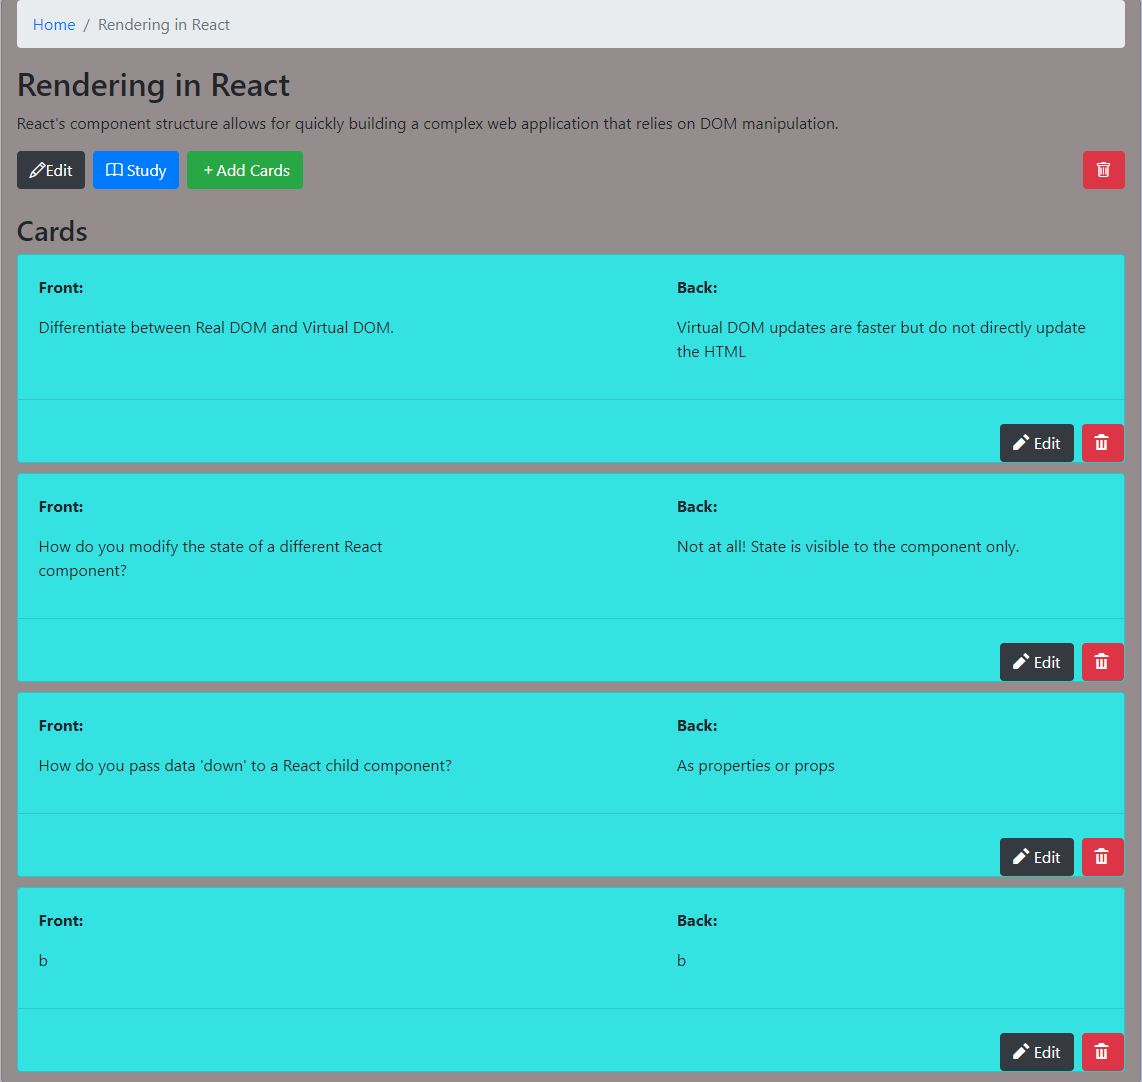 Home / Rendering in React
Rendering in React
React's component structure allows for quickly building a complex web application that relies on DOM manipulation.
Edit Study + Add Cards
Cards
Front: Back:
Differentiate between Real DOM and Virtual DOM. Virtual DOM updates are faster but do not directly update
the HTML
Edit
Front: Back:
How do you modify the state of a different React Not at all! State is visible to the component only.
component?
Edit
Front: Back:
How do you pass data 'down' to a React child component? As properties or props
Edit
Front: Back:
b b
Edit